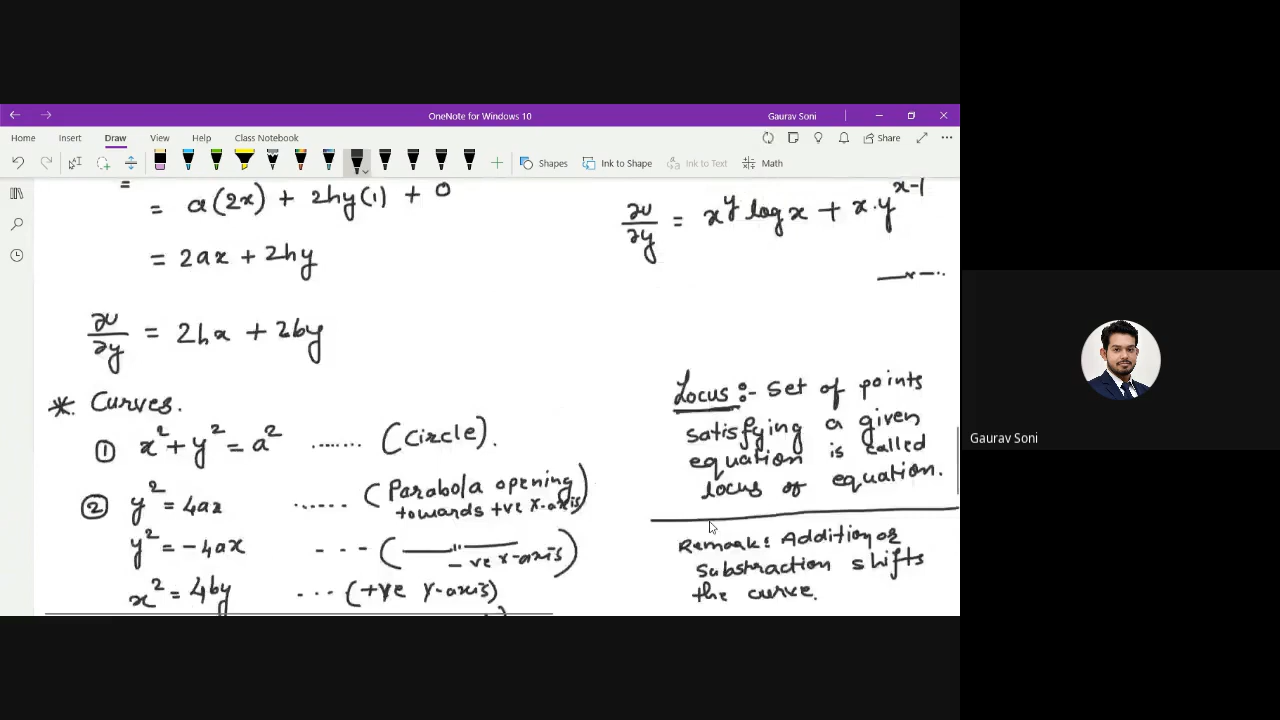 OneNote for Windows 10
Gaurav Soni
Home Insert Draw View Help Class Notebook
Share
Shapes Ink to Shape Ink to Text Math
= 
= a(2x) + 2hy(1) + 0
= 2ax + 2hy
∂u/∂y = 2hx + 2by
* Curves.
① x² + y² = a² ....... (Circle).
② y² = 4ax ...... (Parabola opening
towards +ve x-axis)
y² = -4ax - - - ( —— " —— -ve x-axis)
x² = 4by ... (+ve Y-axis)
∂u/∂y = x^y log x + x·y^(x-1)
Locus :- Set of points
satisfying a given
equation is called
locus of equation.
Remark: Addition or
Substraction shifts
the curve.
Gaurav Soni